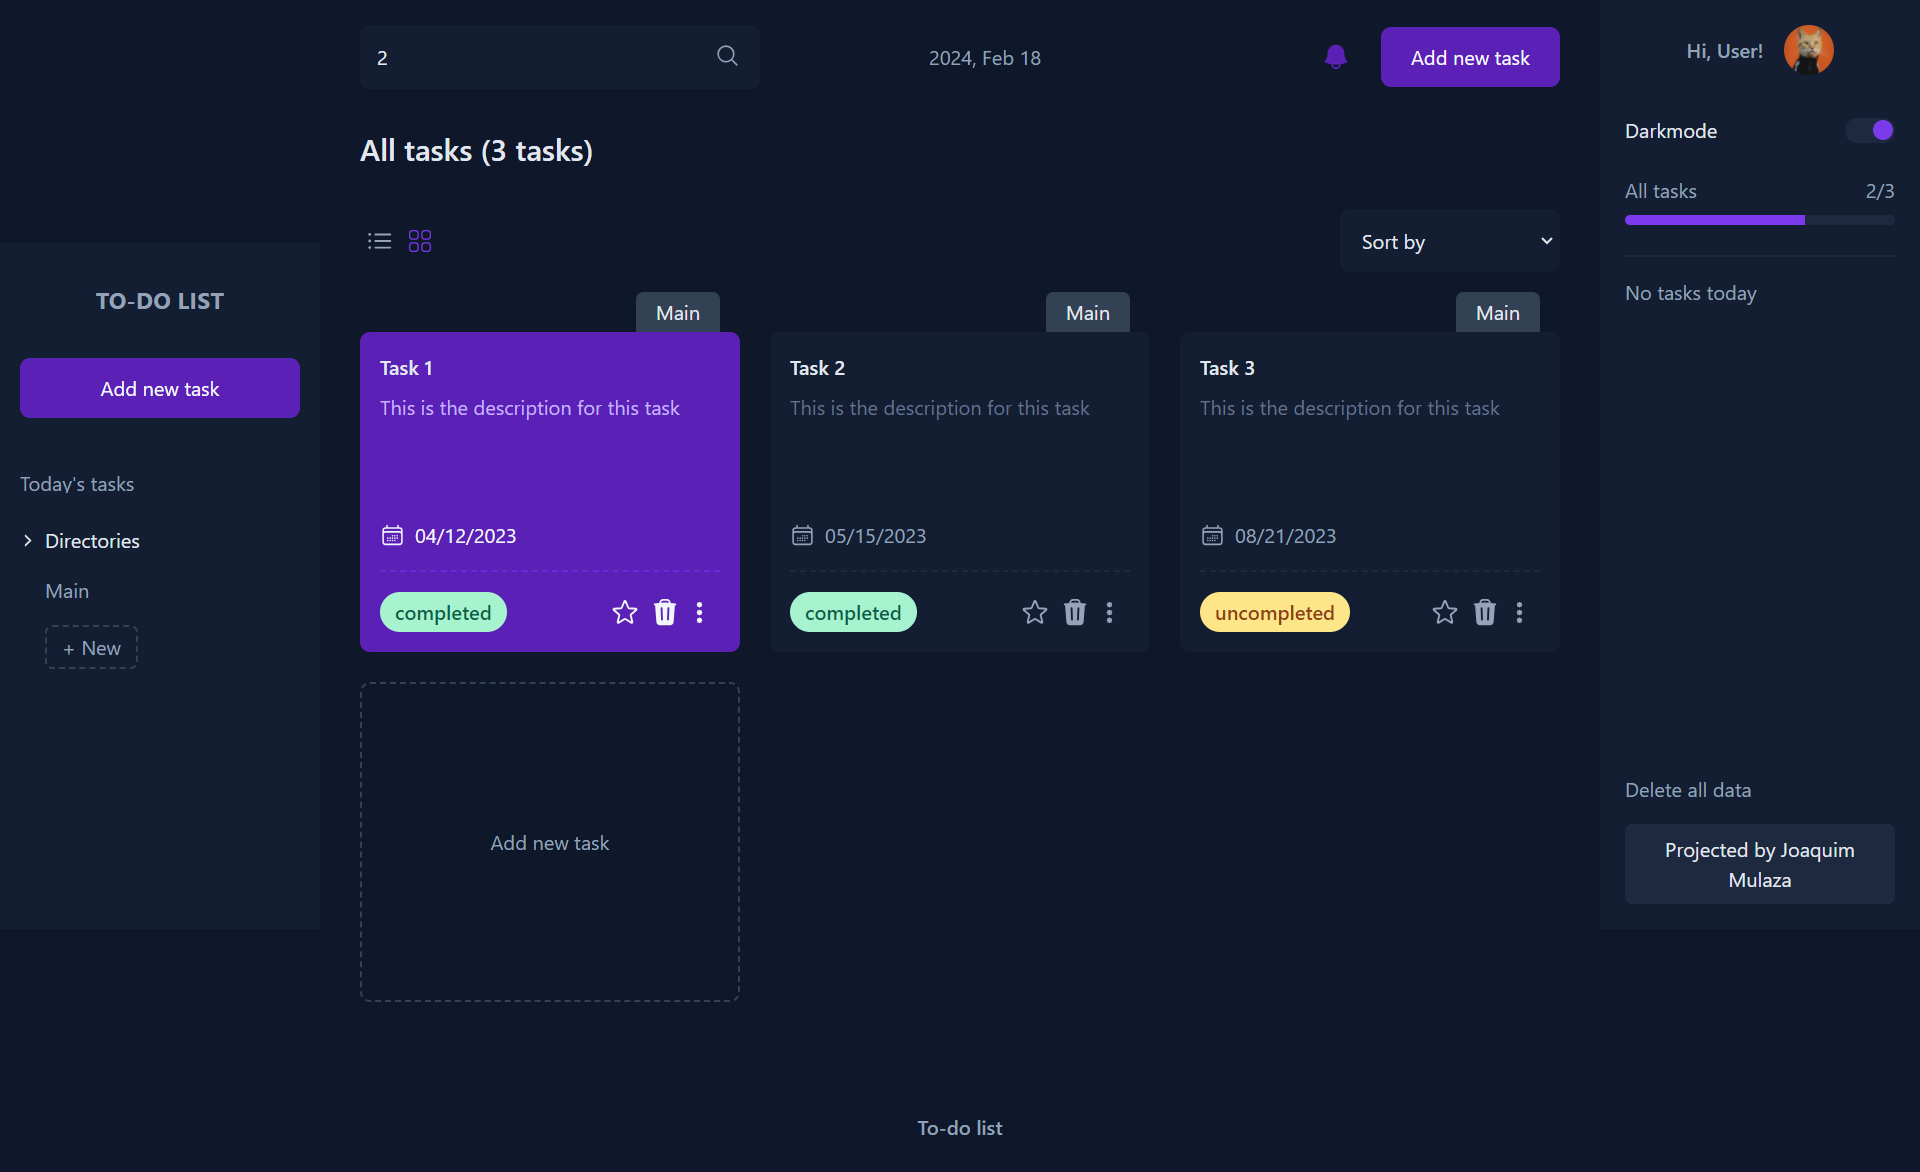 2
2024, Feb 18
Add new task
Hi, User!
All tasks (3 tasks)
Darkmode
All tasks 2/3
No tasks today
Sort by
TO-DO LIST
Add new task
Today's tasks
Directories
Main
+ New
Main
Task 1
This is the description for this task
04/12/2023
completed
Main
Task 2
This is the description for this task
05/15/2023
completed
Main
Task 3
This is the description for this task
08/21/2023
uncompleted
Add new task
Delete all data
Projected by Joaquim
Mulaza
To-do list